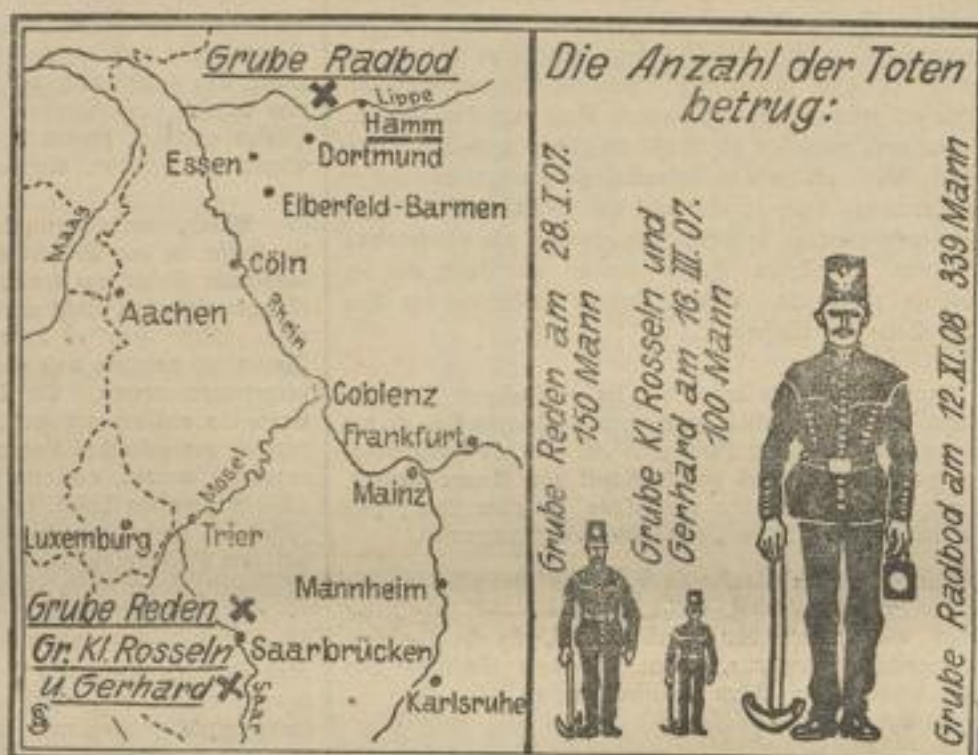 Grube Radbod
Lippe
Hamm
Dortmund
Essen
Elberfeld-Barmen
Maas
Cöln
Rhein
Aachen
Coblenz
Frankfurt
Mosel
Mainz
Luxemburg
Trier
Mannheim
Grube Reden
Gr. Kl. Rosseln
u. Gerhard
Saarbrücken
Saar
Karlsruhe
§
Die Anzahl der Toten
betrug:
Grube Reden am 28. I. 07.
150 Mann
Grube Kl. Rosseln und
Gerhard am 16. III. 07.
100 Mann
Grube Radbod am 12. XI. 08 339 Mann